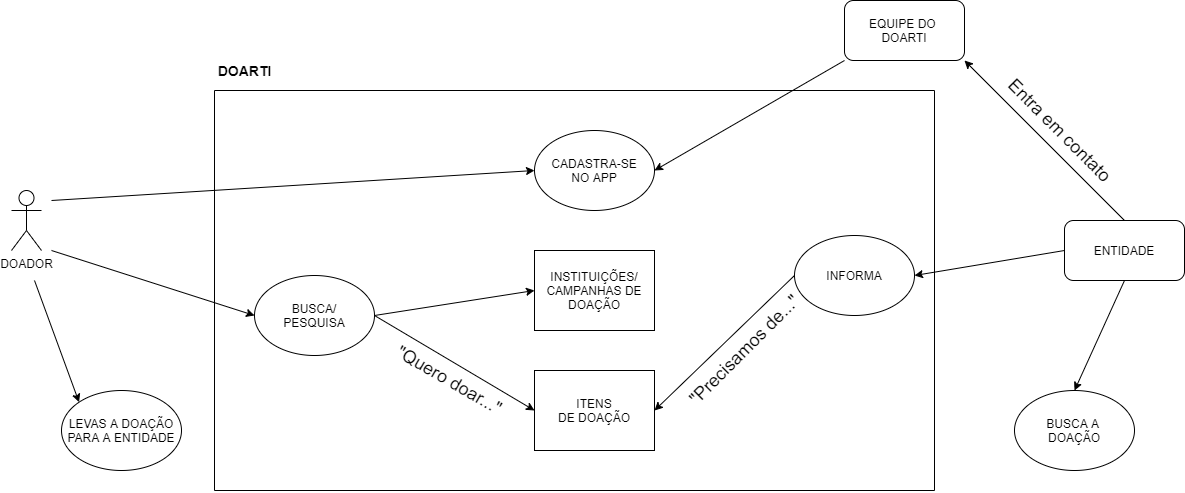 EQUIPE DO
DOARTI
DOARTI
Entra em contato
CADASTRA-SE
NO APP
DOADOR
ENTIDADE
INSTITUIÇÕES/
CAMPANHAS DE
DOAÇÃO
INFORMA
BUSCA/
PESQUISA
"Quero doar..."
"Precisamos de..."
ITENS
DE DOAÇÃO
LEVAS A DOAÇÃO
PARA A ENTIDADE
BUSCA A
DOAÇÃO